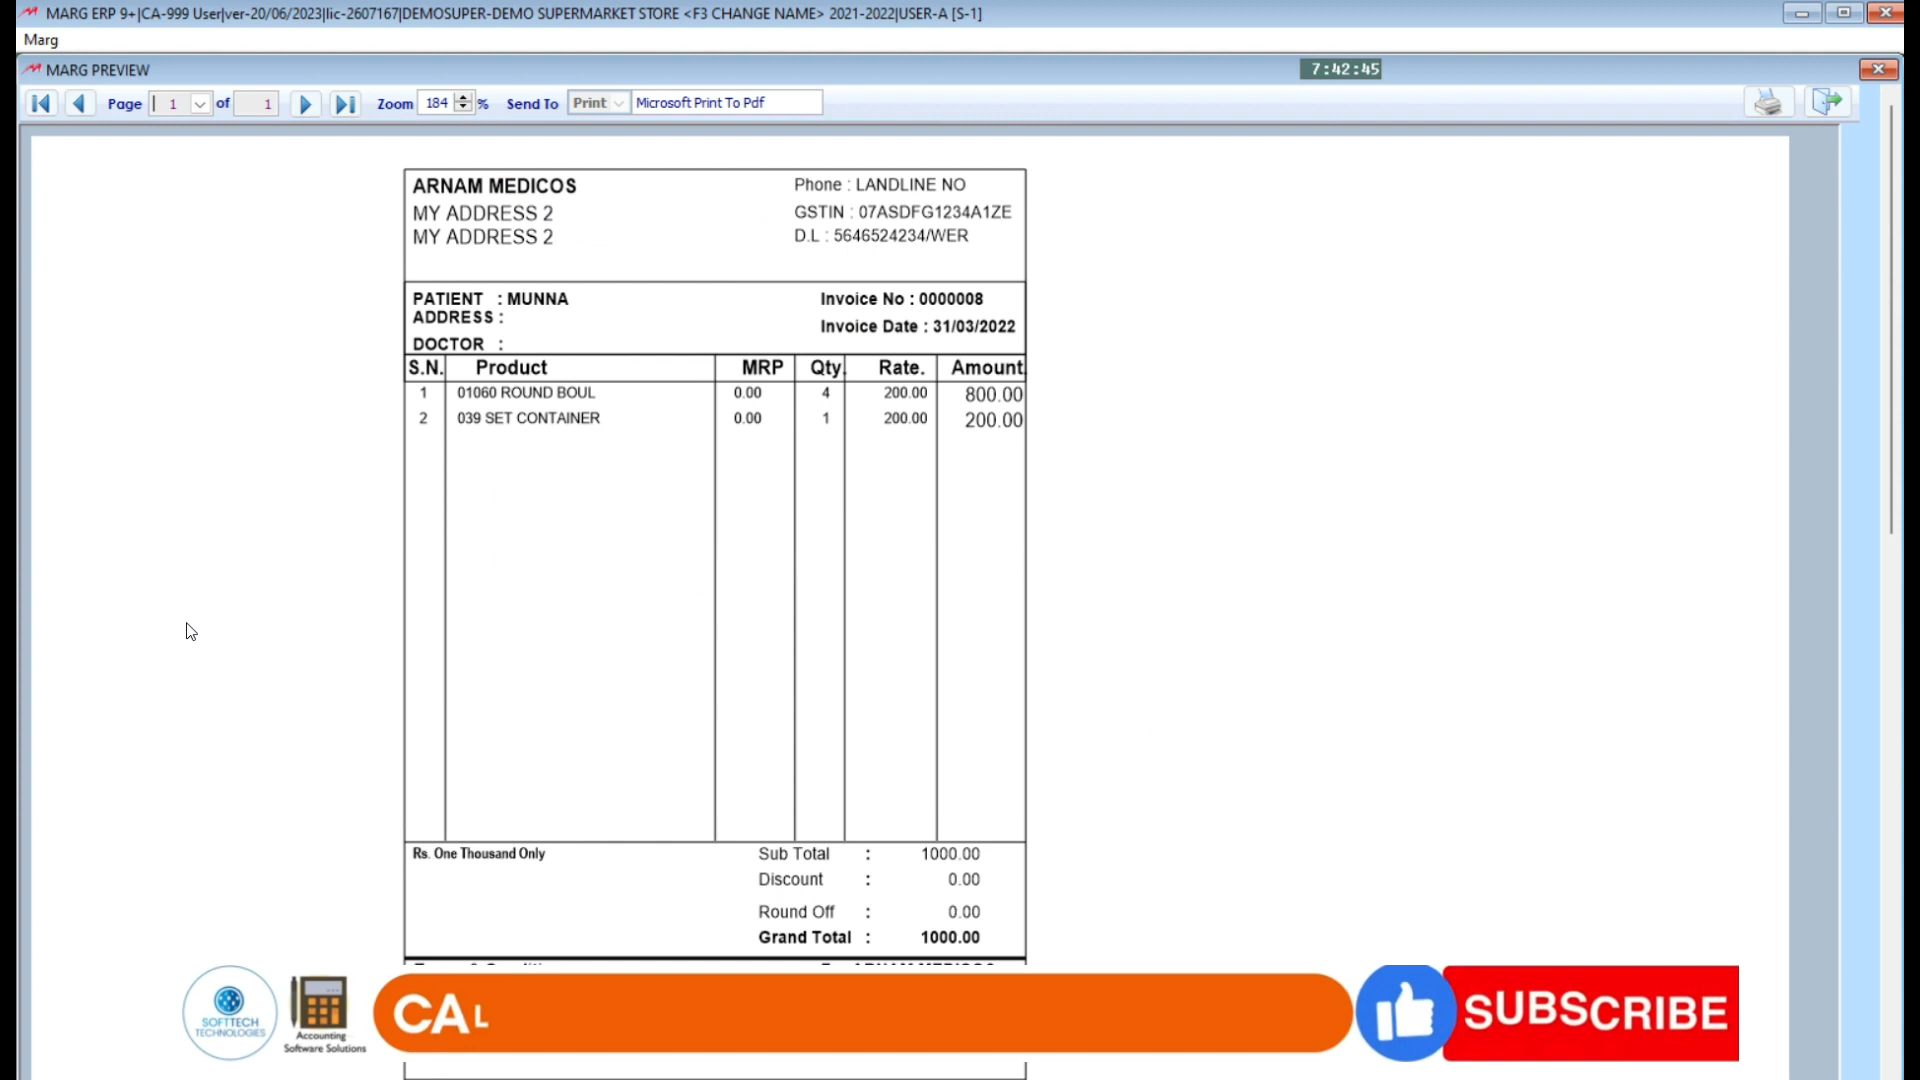 MARG ERP 9+|CA-999 User|ver-20/06/2023|lic-2607167|DEMOSUPER-DEMO SUPERMARKET STORE <F3 CHANGE NAME> 2021-2022|USER-A [S-1]
Marg
MARG PREVIEW
7:42:45
Page 1 of 1 Zoom 184 % Send To Print Microsoft Print To Pdf
ARNAM MEDICOS Phone : LANDLINE NO
MY ADDRESS 2 GSTIN : 07ASDFG1234A1ZE
MY ADDRESS 2 D.L : 5646524234/WER
PATIENT : MUNNA Invoice No : 0000008
ADDRESS :
Invoice Date : 31/03/2022
DOCTOR :
S.N. Product MRP Qty. Rate. Amount
1 01060 ROUND BOUL 0.00 4 200.00 800.00
2 039 SET CONTAINER 0.00 1 200.00 200.00
Rs. One Thousand Only Sub Total : 1000.00
Discount : 0.00
Round Off : 0.00
Grand Total : 1000.00
SOFTTECH TECHNOLOGIES
Accounting
Software Solutions
CAL
SUBSCRIBE